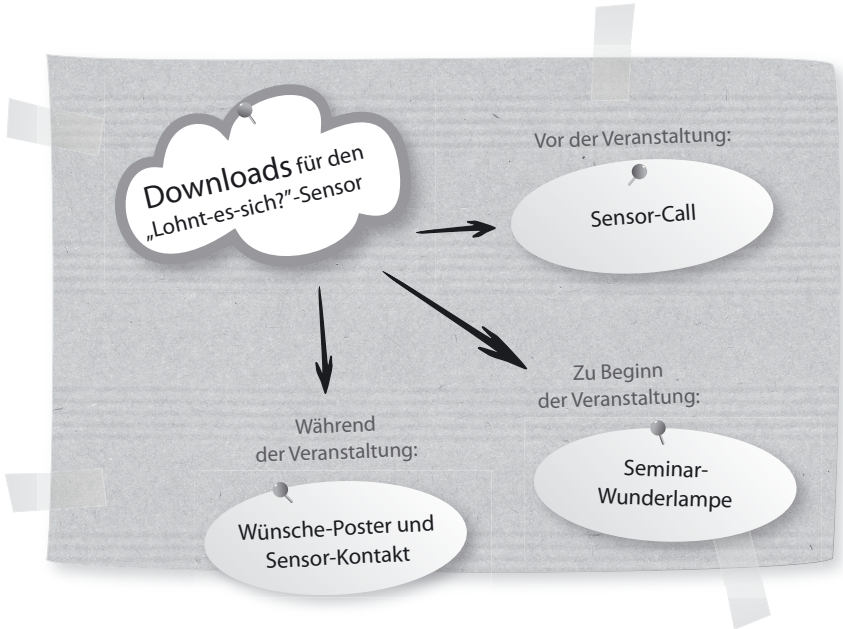 Downloads für den
„Lohnt-es-sich?”-Sensor
Vor der Veranstaltung:
Sensor-Call
Zu Beginn
der Veranstaltung:
Seminar-
Wunderlampe
Während
der Veranstaltung:
Wünsche-Poster und
Sensor-Kontakt